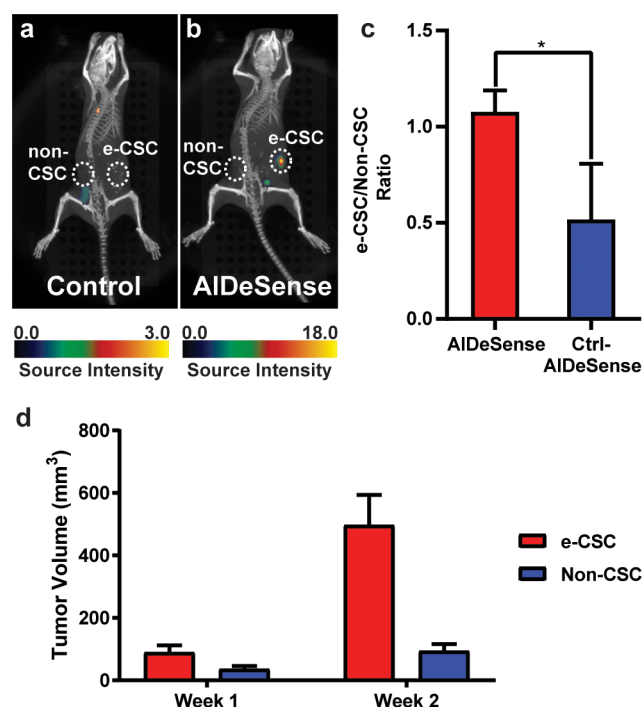 a
non-
CSC
e-CSC
Control
b
non-
CSC
e-CSC
AlDeSense
0.0 3.0
Source Intensity
0.0 18.0
Source Intensity
c
e-CSC/Non-CSC
Ratio
1.5
1.0
0.5
0.0
*
AlDeSense
Ctrl-
AlDeSense
d
Tumor Volume (mm³)
800
600
400
200
0
Week 1
Week 2
e-CSC
Non-CSC